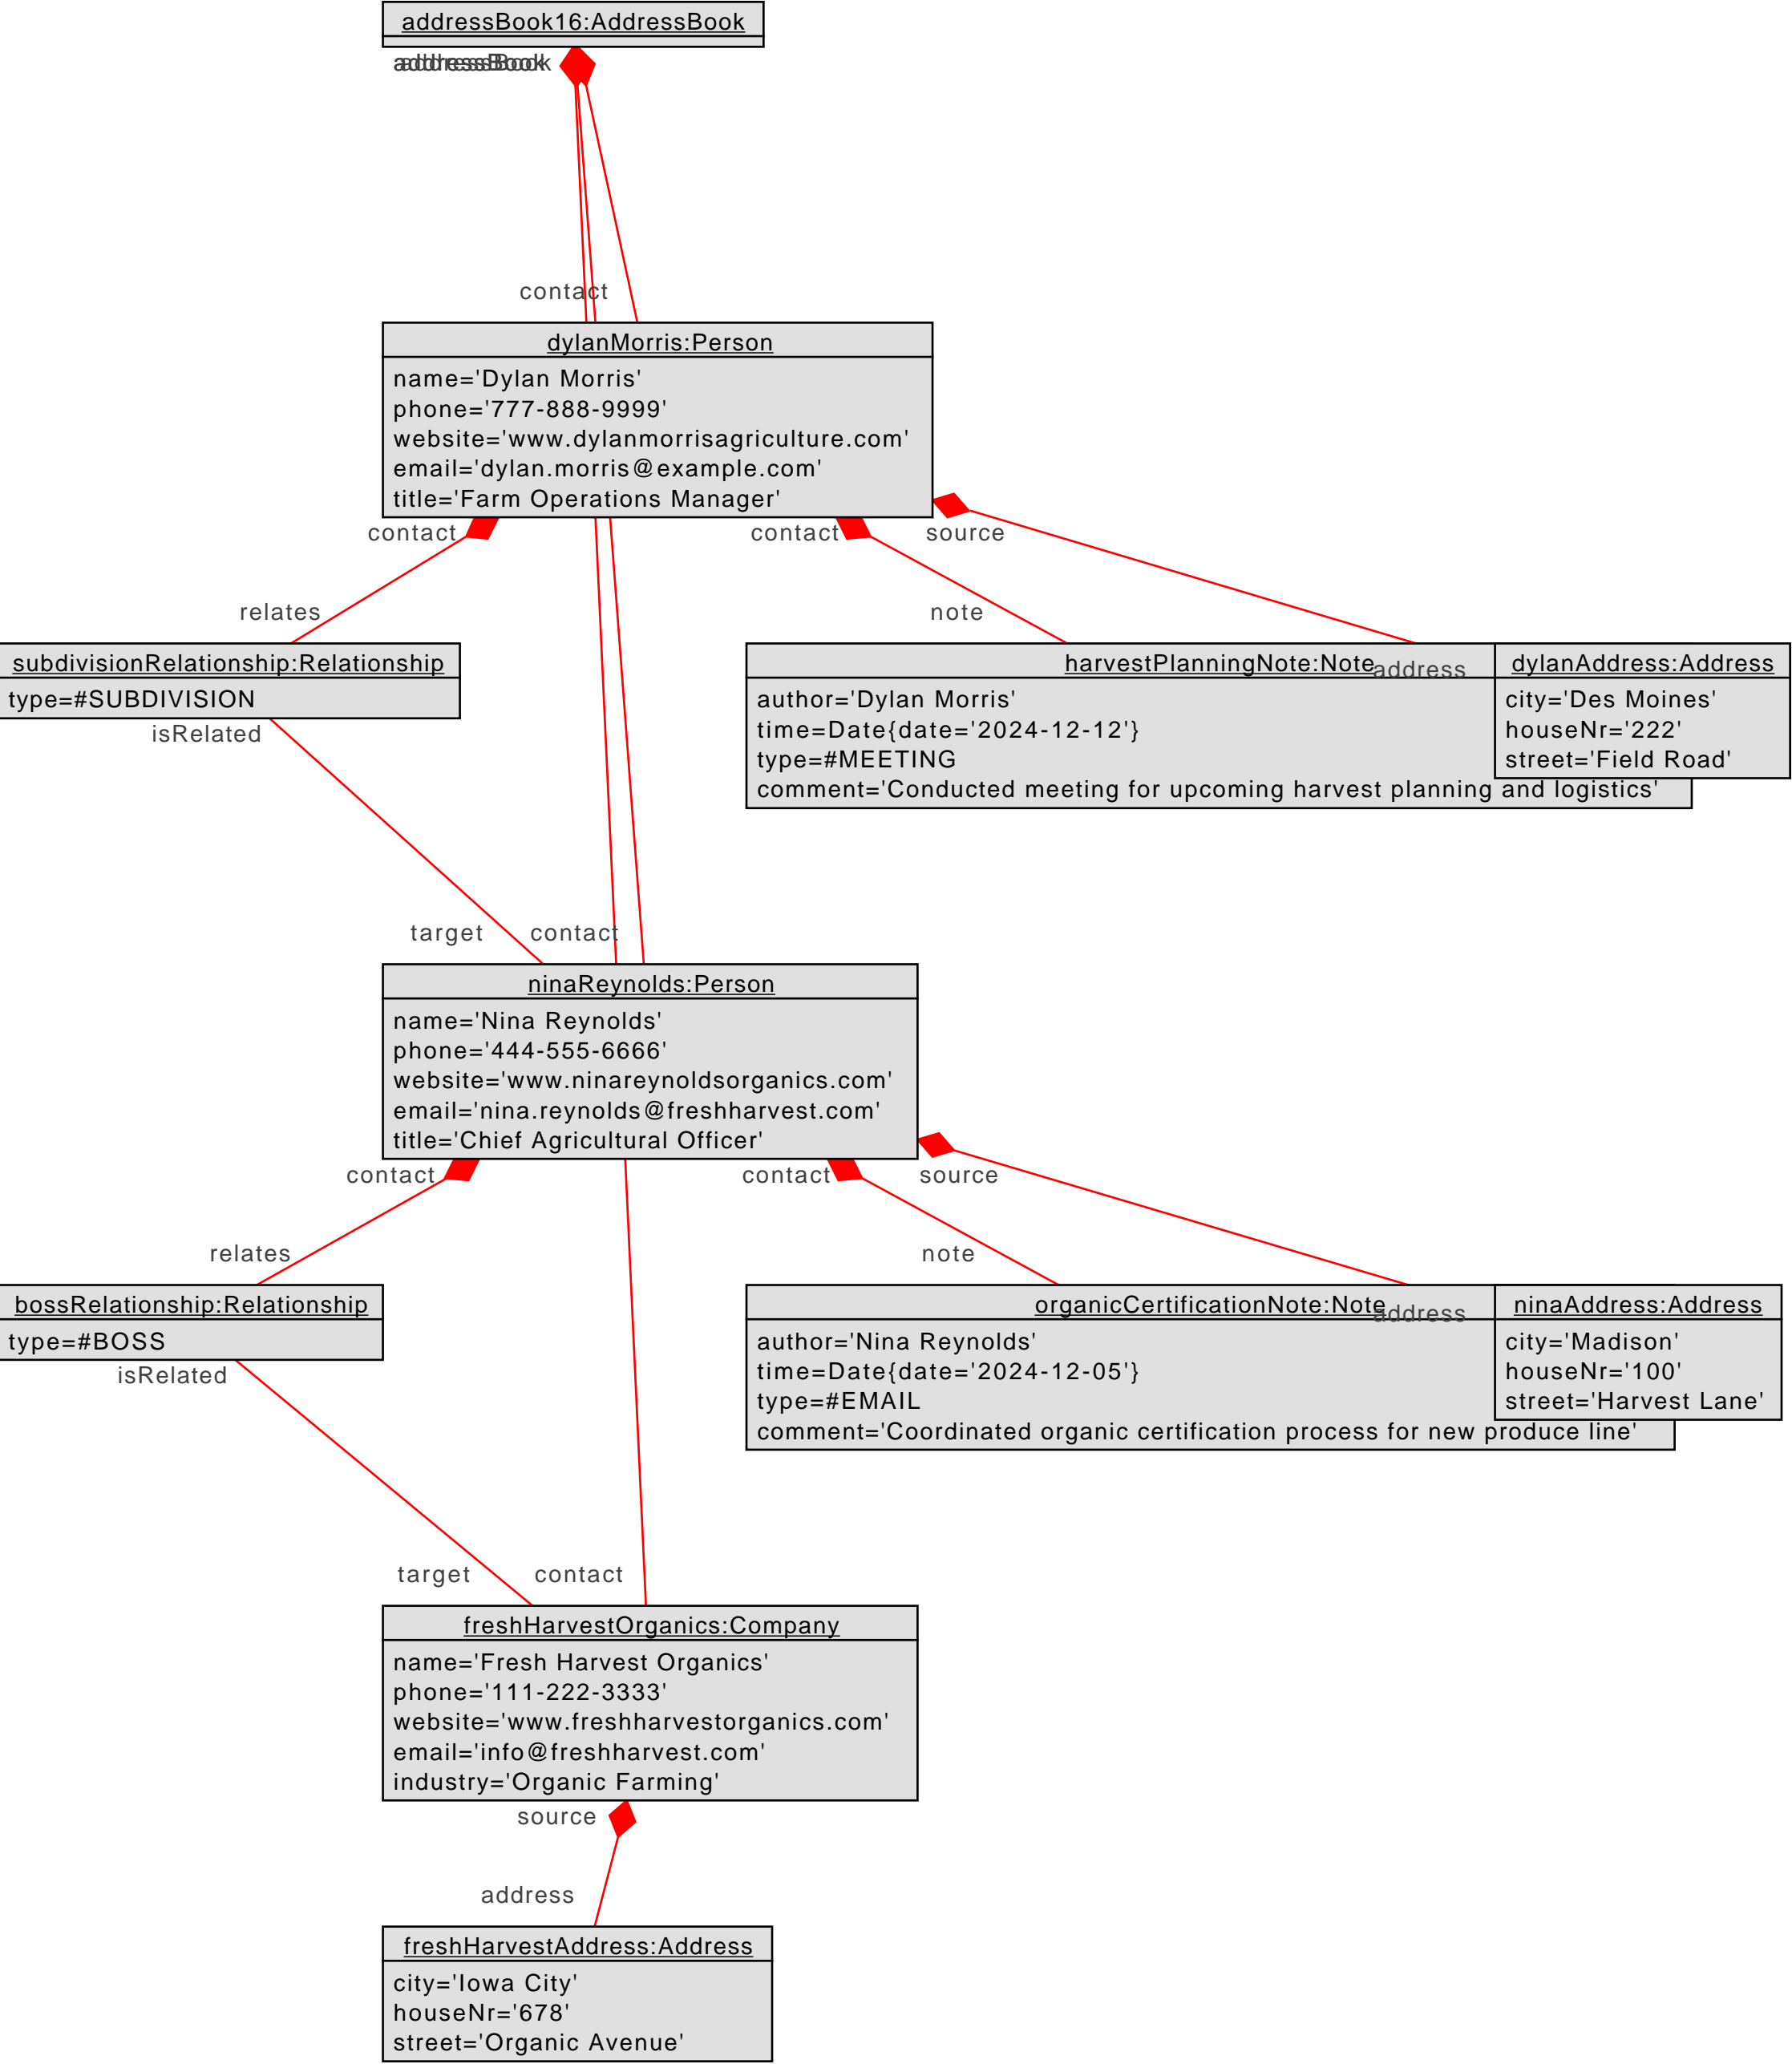 addressBook16:AddressBook
addressBook
contact
dylanMorris:Person
name='Dylan Morris'
phone='777-888-9999'
website='www.dylanmorrisagriculture.com'
email='dylan.morris@example.com'
title='Farm Operations Manager'
contact
contact
source
relates
note
subdivisionRelationship:Relationship
type=#SUBDIVISION
isRelated
harvestPlanningNote:Note
author='Dylan Morris'
time=Date{date='2024-12-12'}
type=#MEETING
comment='Conducted meeting for upcoming harvest planning and logistics'
address
dylanAddress:Address
city='Des Moines'
houseNr='222'
street='Field Road'
target
contact
ninaReynolds:Person
name='Nina Reynolds'
phone='444-555-6666'
website='www.ninareynoldsorganics.com'
email='nina.reynolds@freshharvest.com'
title='Chief Agricultural Officer'
contact
contact
source
relates
note
bossRelationship:Relationship
type=#BOSS
isRelated
organicCertificationNote:Note
author='Nina Reynolds'
time=Date{date='2024-12-05'}
type=#EMAIL
comment='Coordinated organic certification process for new produce line'
address
ninaAddress:Address
city='Madison'
houseNr='100'
street='Harvest Lane'
target
contact
freshHarvestOrganics:Company
name='Fresh Harvest Organics'
phone='111-222-3333'
website='www.freshharvestorganics.com'
email='info@freshharvest.com'
industry='Organic Farming'
source
address
freshHarvestAddress:Address
city='Iowa City'
houseNr='678'
street='Organic Avenue'